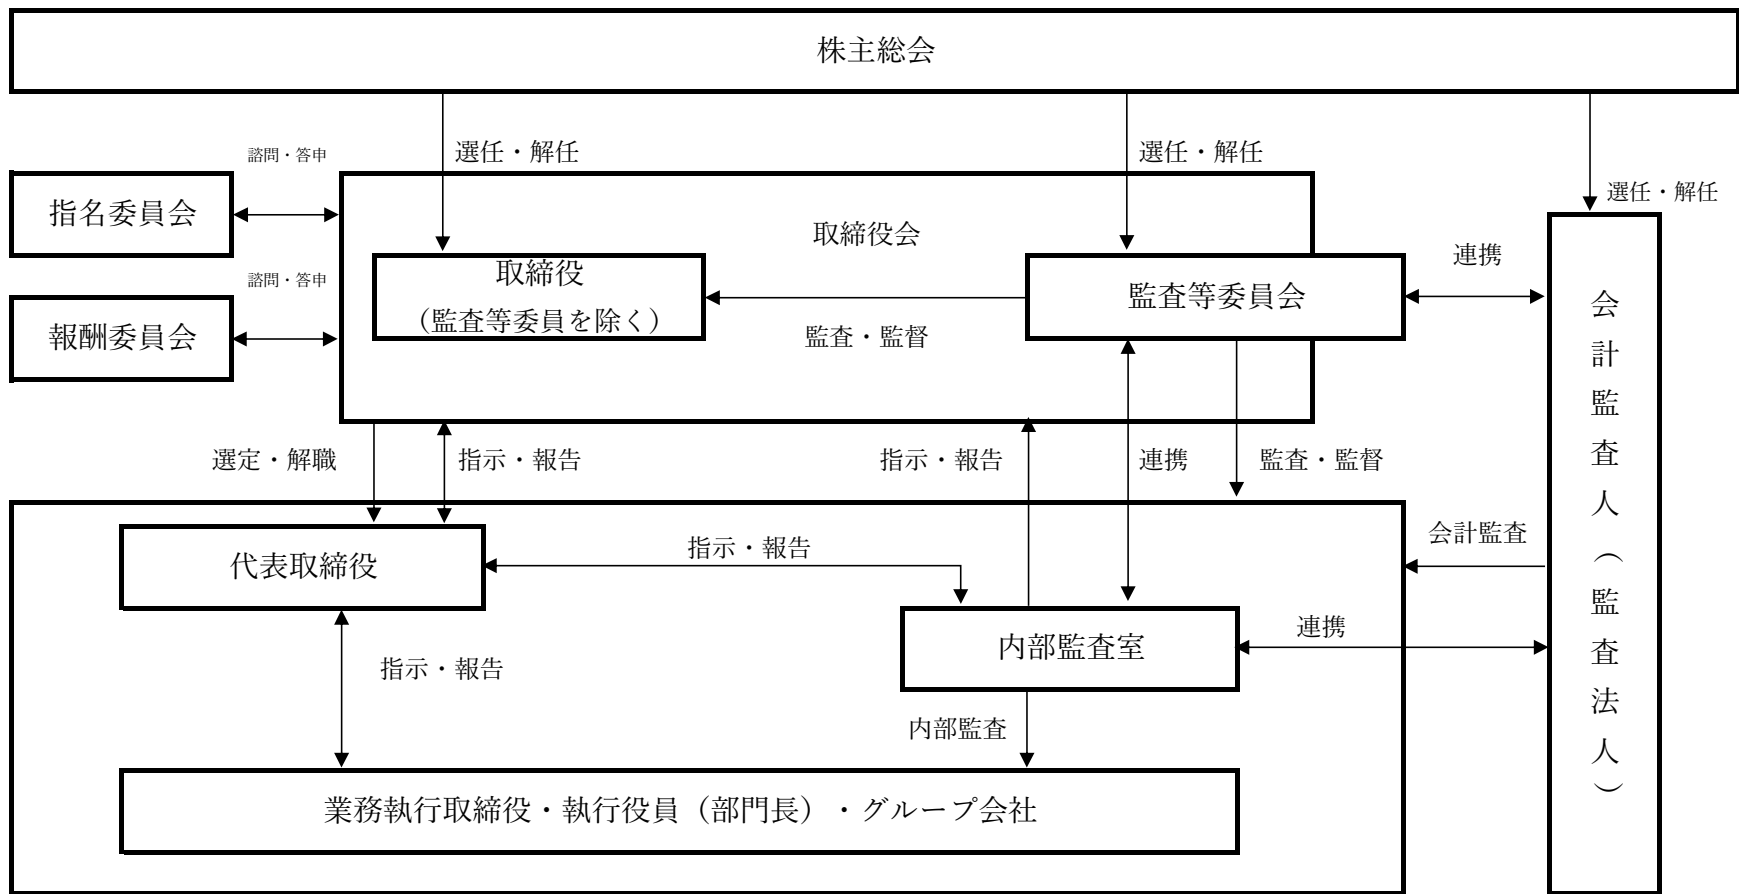 株主総会
選任・解任
選任・解任
選任・解任
諮問・答申
指名委員会
諮問・答申
報酬委員会
取締役会
取締役
（監査等委員を除く）
監査・監督
監査等委員会
連携
会計監査人（監査法人）
選定・解職
指示・報告
指示・報告
連携
監査・監督
代表取締役
指示・報告
会計監査
内部監査室
連携
指示・報告
内部監査
業務執行取締役・執行役員（部門長）・グループ会社